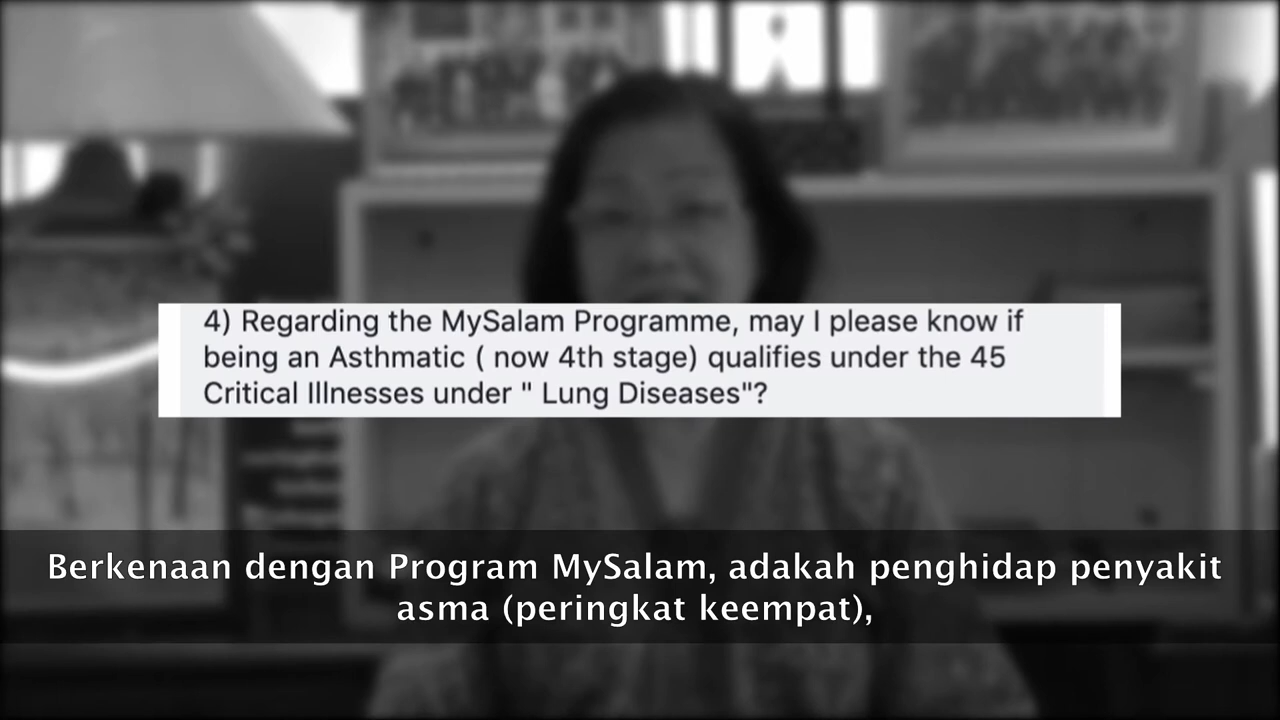 4) Regarding the MySalam Programme, may I please know if
being an Asthmatic ( now 4th stage) qualifies under the 45
Critical Illnesses under " Lung Diseases"?
Berkenaan dengan Program MySalam, adakah penghidap penyakit
asma (peringkat keempat),